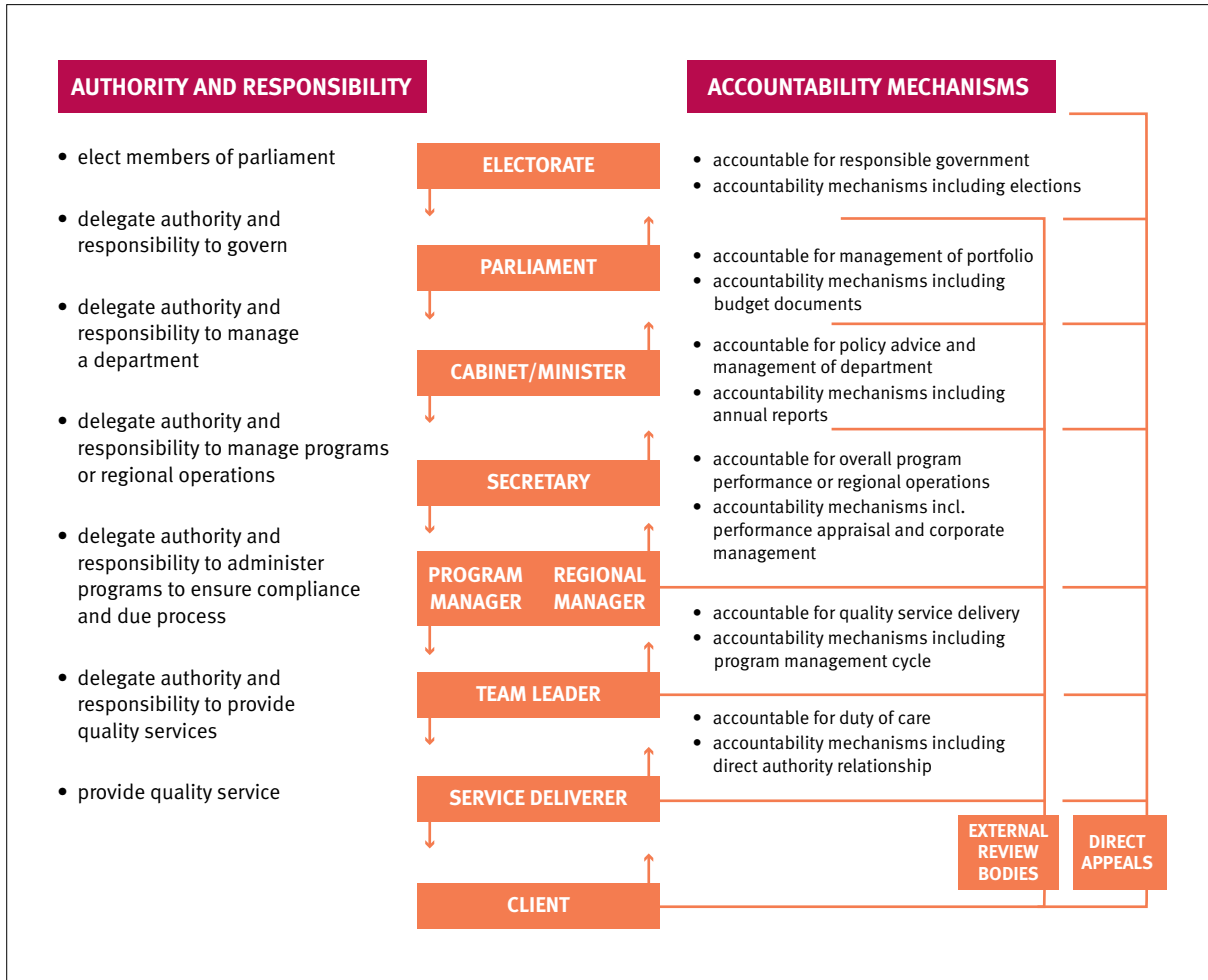 AUTHORITY AND RESPONSIBILITY
• elect members of parliament
• delegate authority and
responsibility to govern
• delegate authority and
responsibility to manage
a department
• delegate authority and
responsibility to manage programs
or regional operations
• delegate authority and
responsibility to administer
programs to ensure compliance
and due process
• delegate authority and
responsibility to provide
quality services
• provide quality service
ELECTORATE
PARLIAMENT
CABINET/MINISTER
SECRETARY
PROGRAM
MANAGER
REGIONAL
MANAGER
TEAM LEADER
SERVICE DELIVERER
CLIENT
ACCOUNTABILITY MECHANISMS
• accountable for responsible government
• accountability mechanisms including elections
• accountable for management of portfolio
• accountability mechanisms including
budget documents
• accountable for policy advice and
management of department
• accountability mechanisms including
annual reports
• accountable for overall program
performance or regional operations
• accountability mechanisms incl.
performance appraisal and corporate
management
• accountable for quality service delivery
• accountability mechanisms including
program management cycle
• accountable for duty of care
• accountability mechanisms including
direct authority relationship
EXTERNAL
REVIEW
BODIES
DIRECT
APPEALS